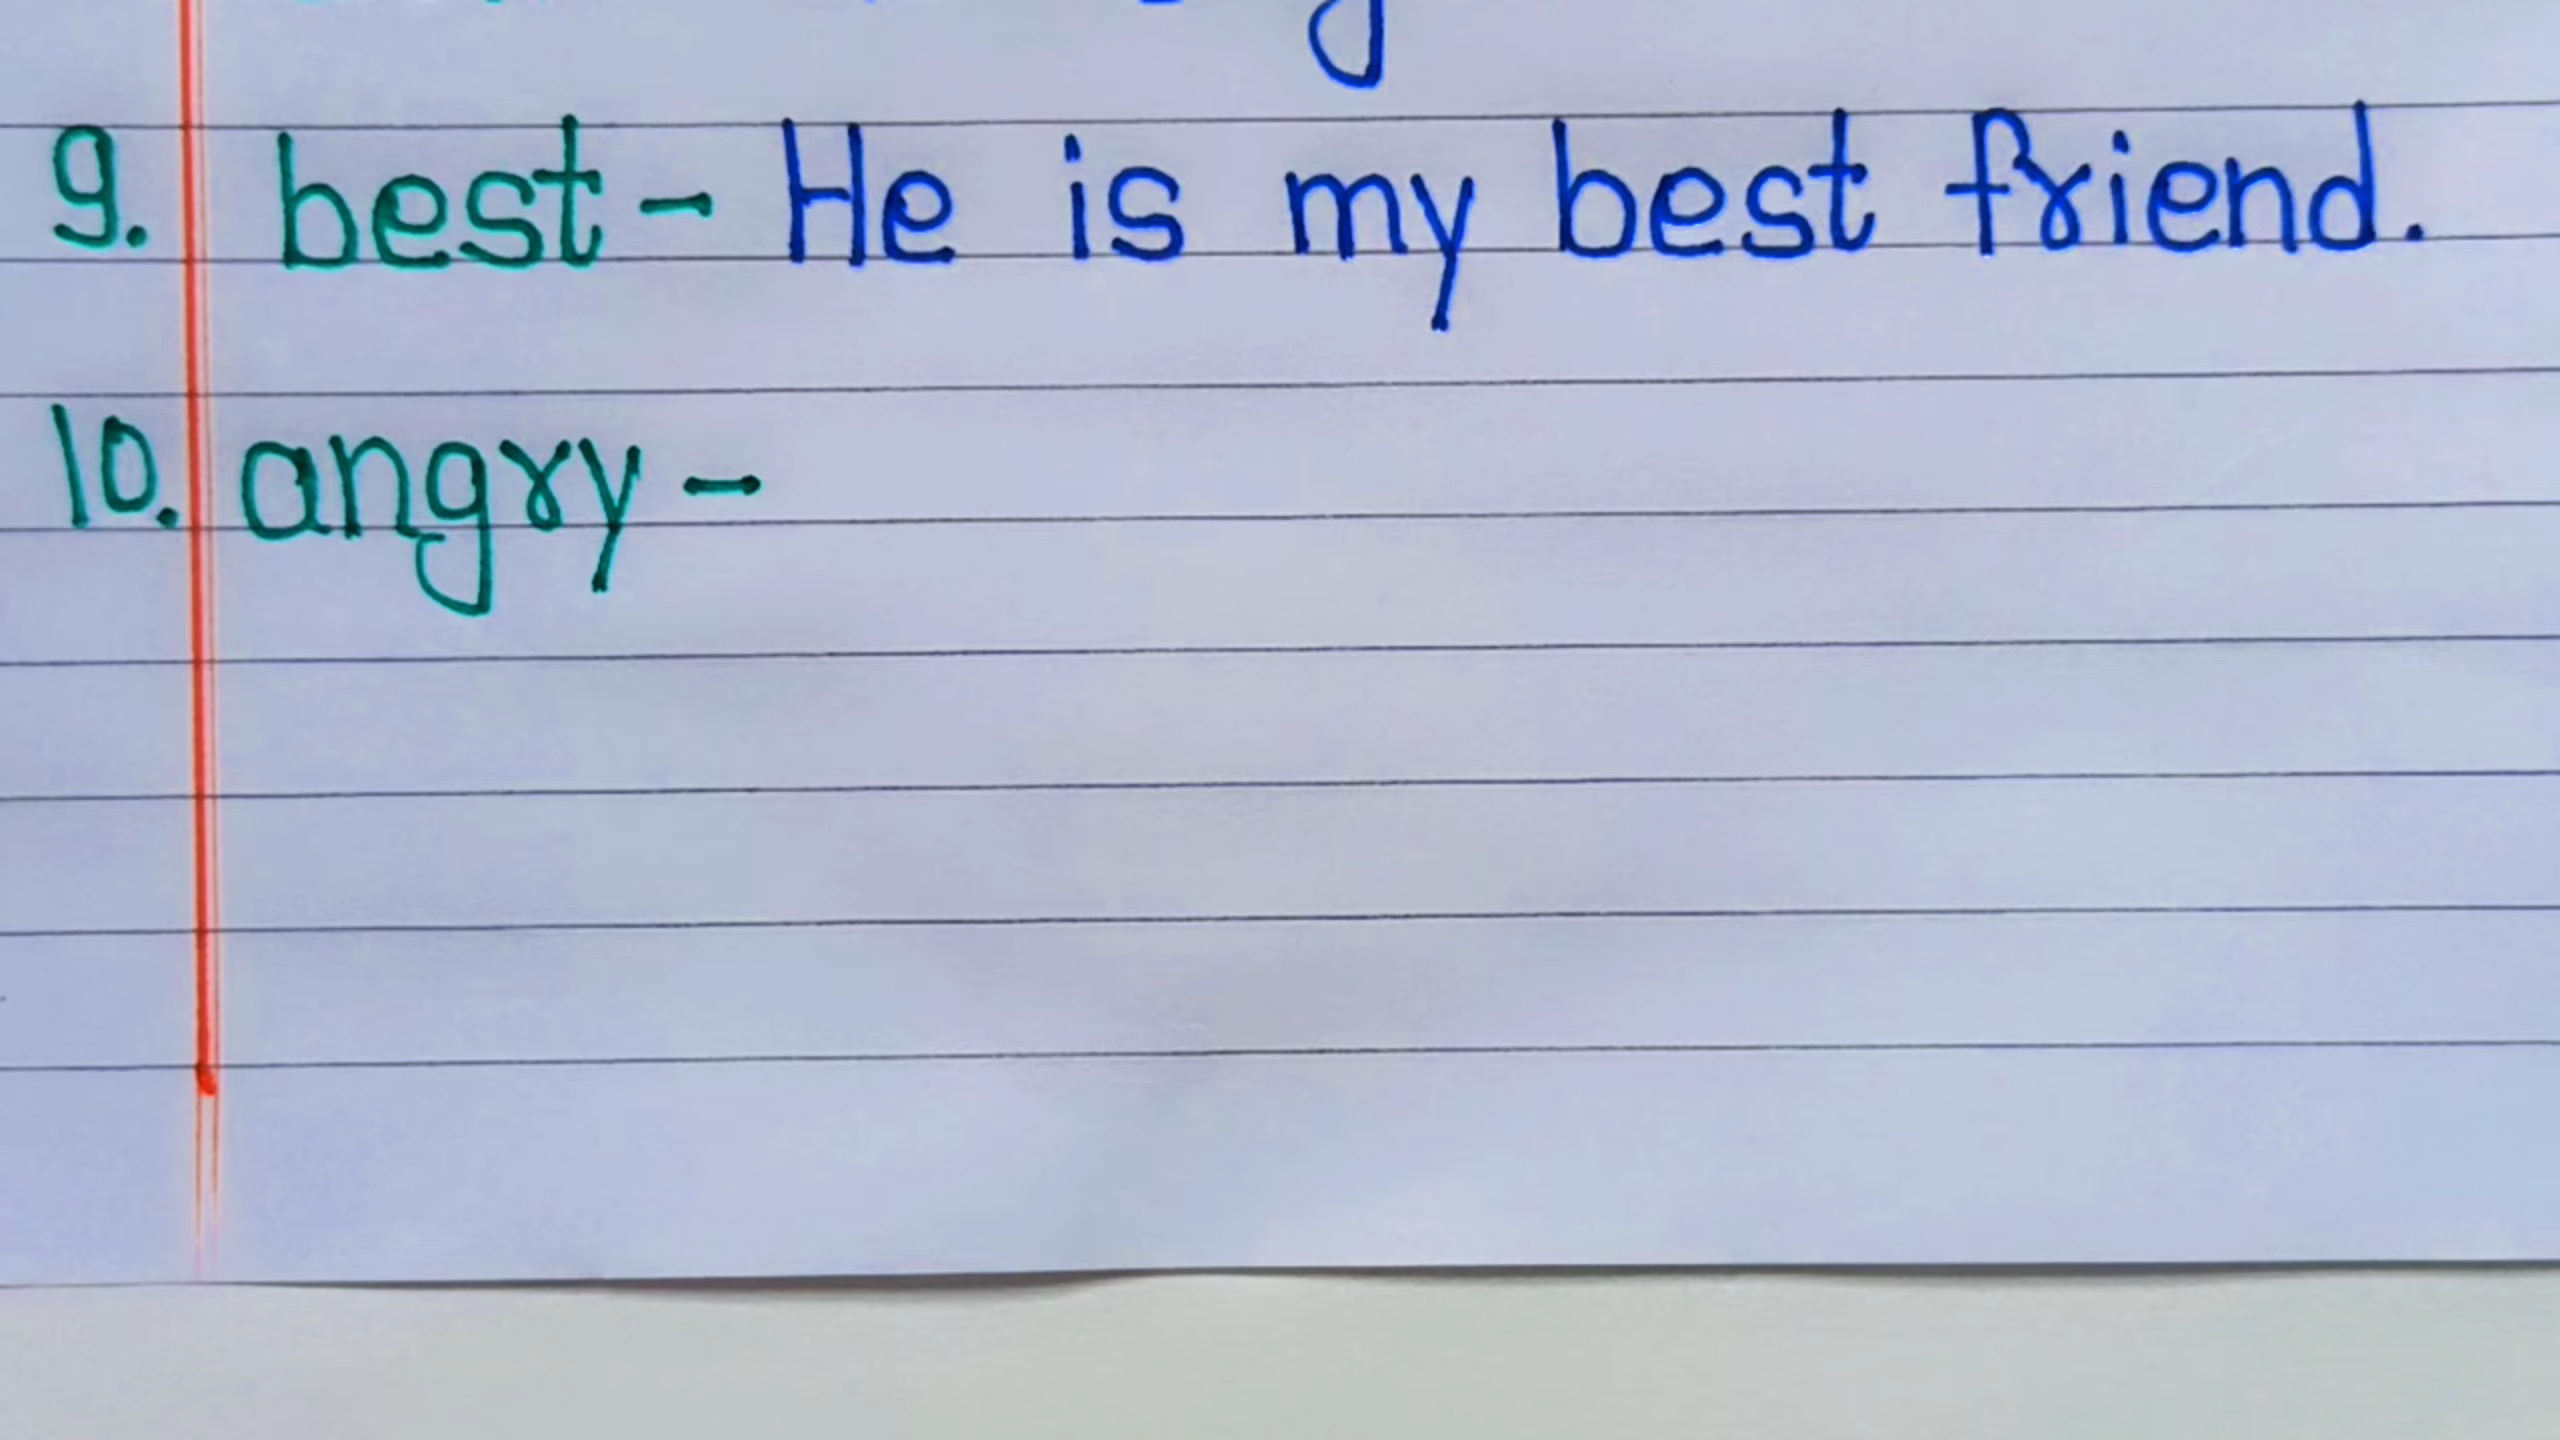 9. best - He is my best friend.
10. angry -